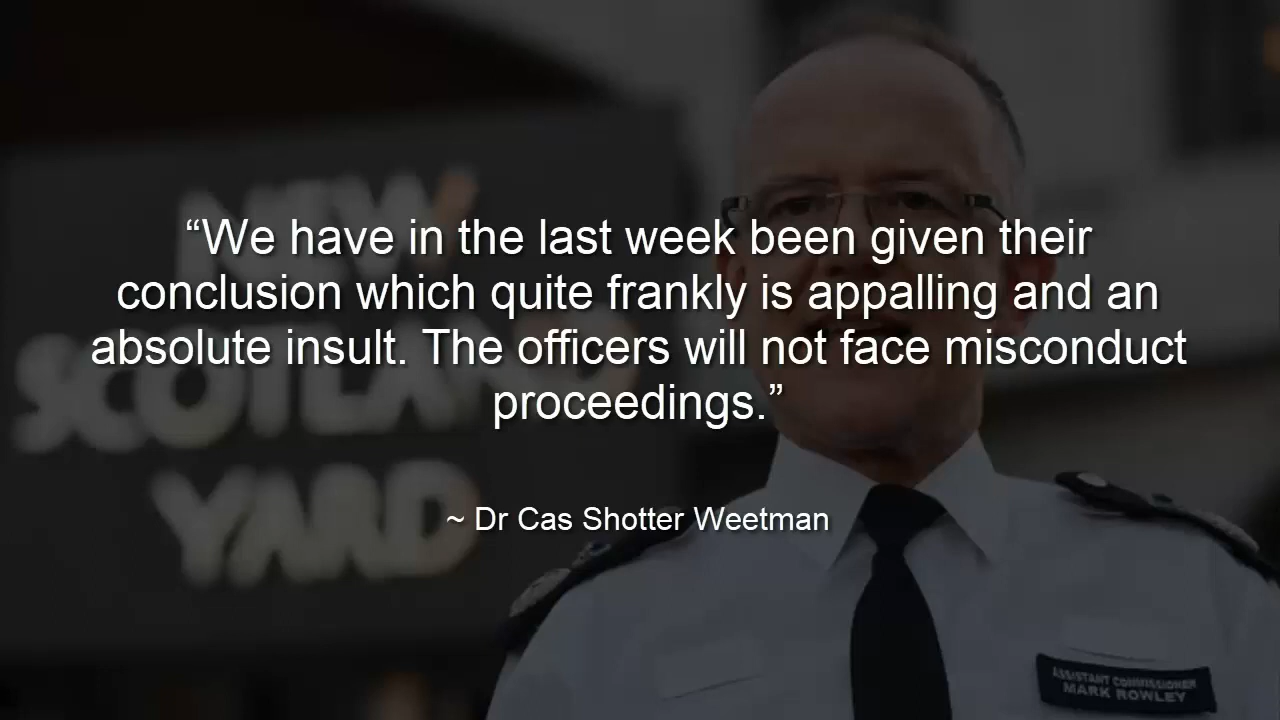 “We have in the last week been given their
conclusion which quite frankly is appalling and an
absolute insult. The officers will not face misconduct
proceedings.”
~ Dr Cas Shotter Weetman
NEW
SCOTLAND
YARD
ASSISTANT COMMISSIONER
MARK ROWLEY